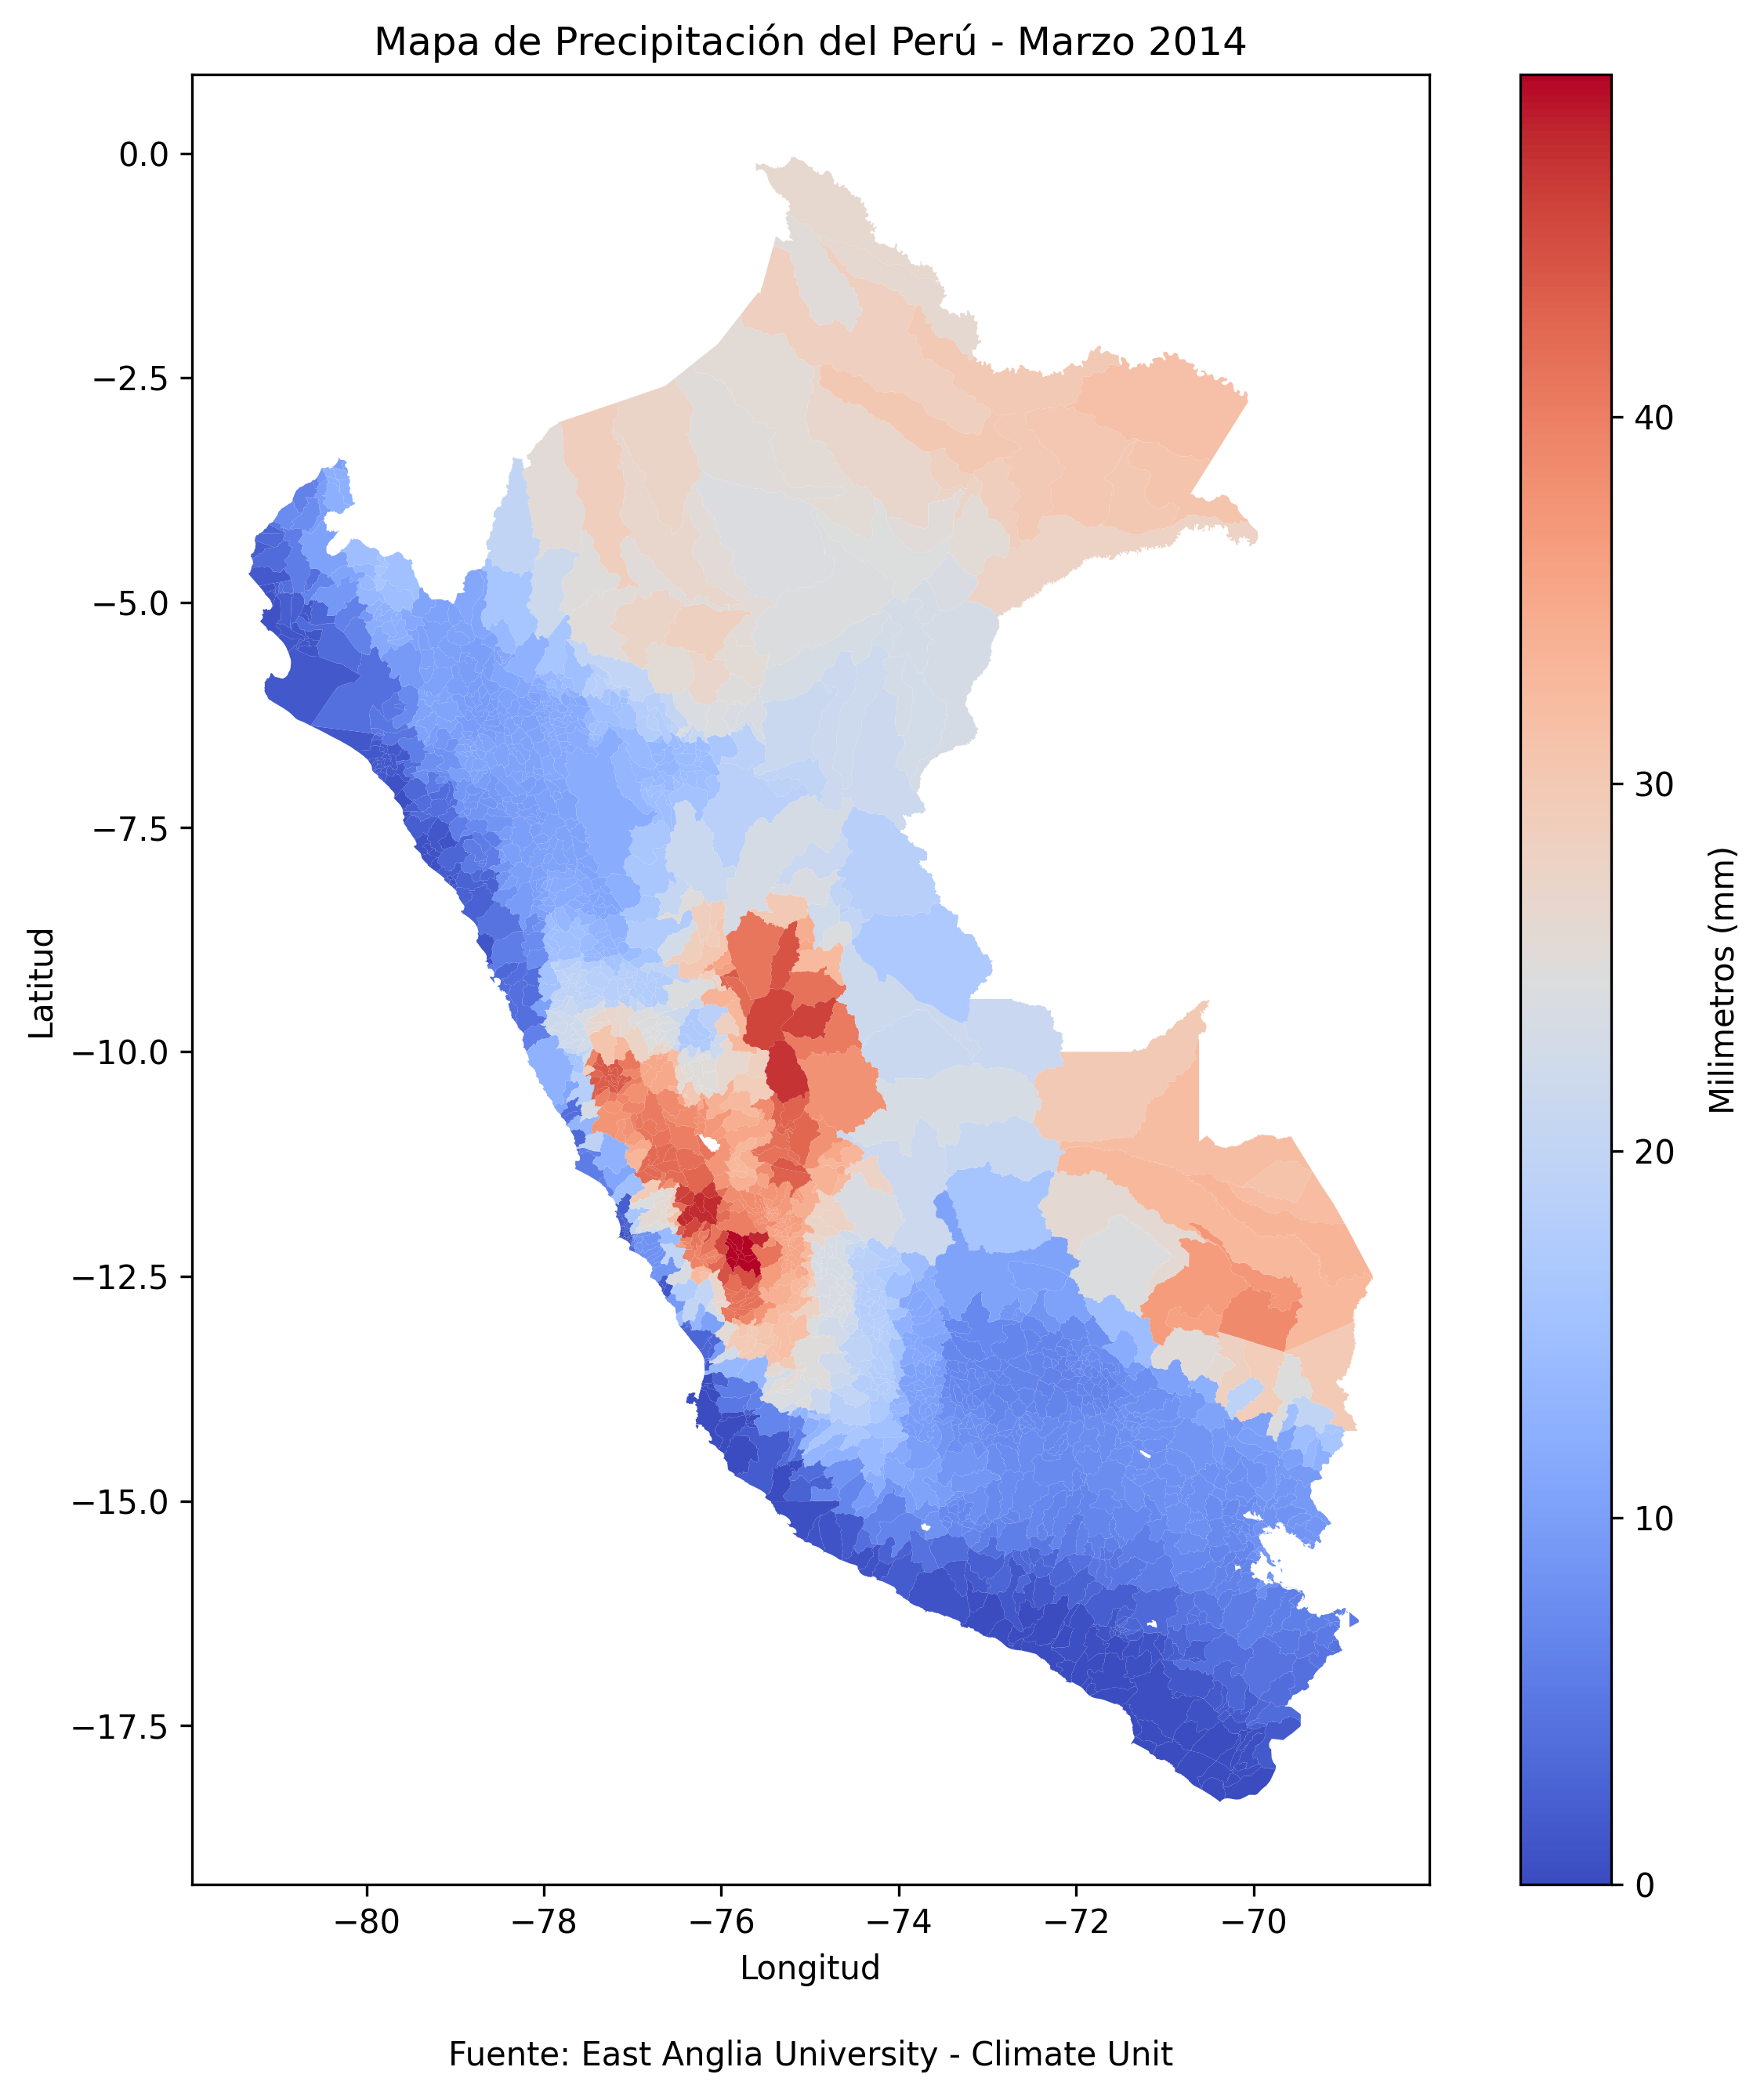 Mapa de Precipitación del Perú - Marzo 2014
0.0
−2.5
−5.0
−7.5
−10.0
−12.5
−15.0
−17.5
Latitud
−80 −78 −76 −74 −72 −70
Longitud
40
30
20
10
0
Milimetros (mm)
Fuente: East Anglia University - Climate Unit